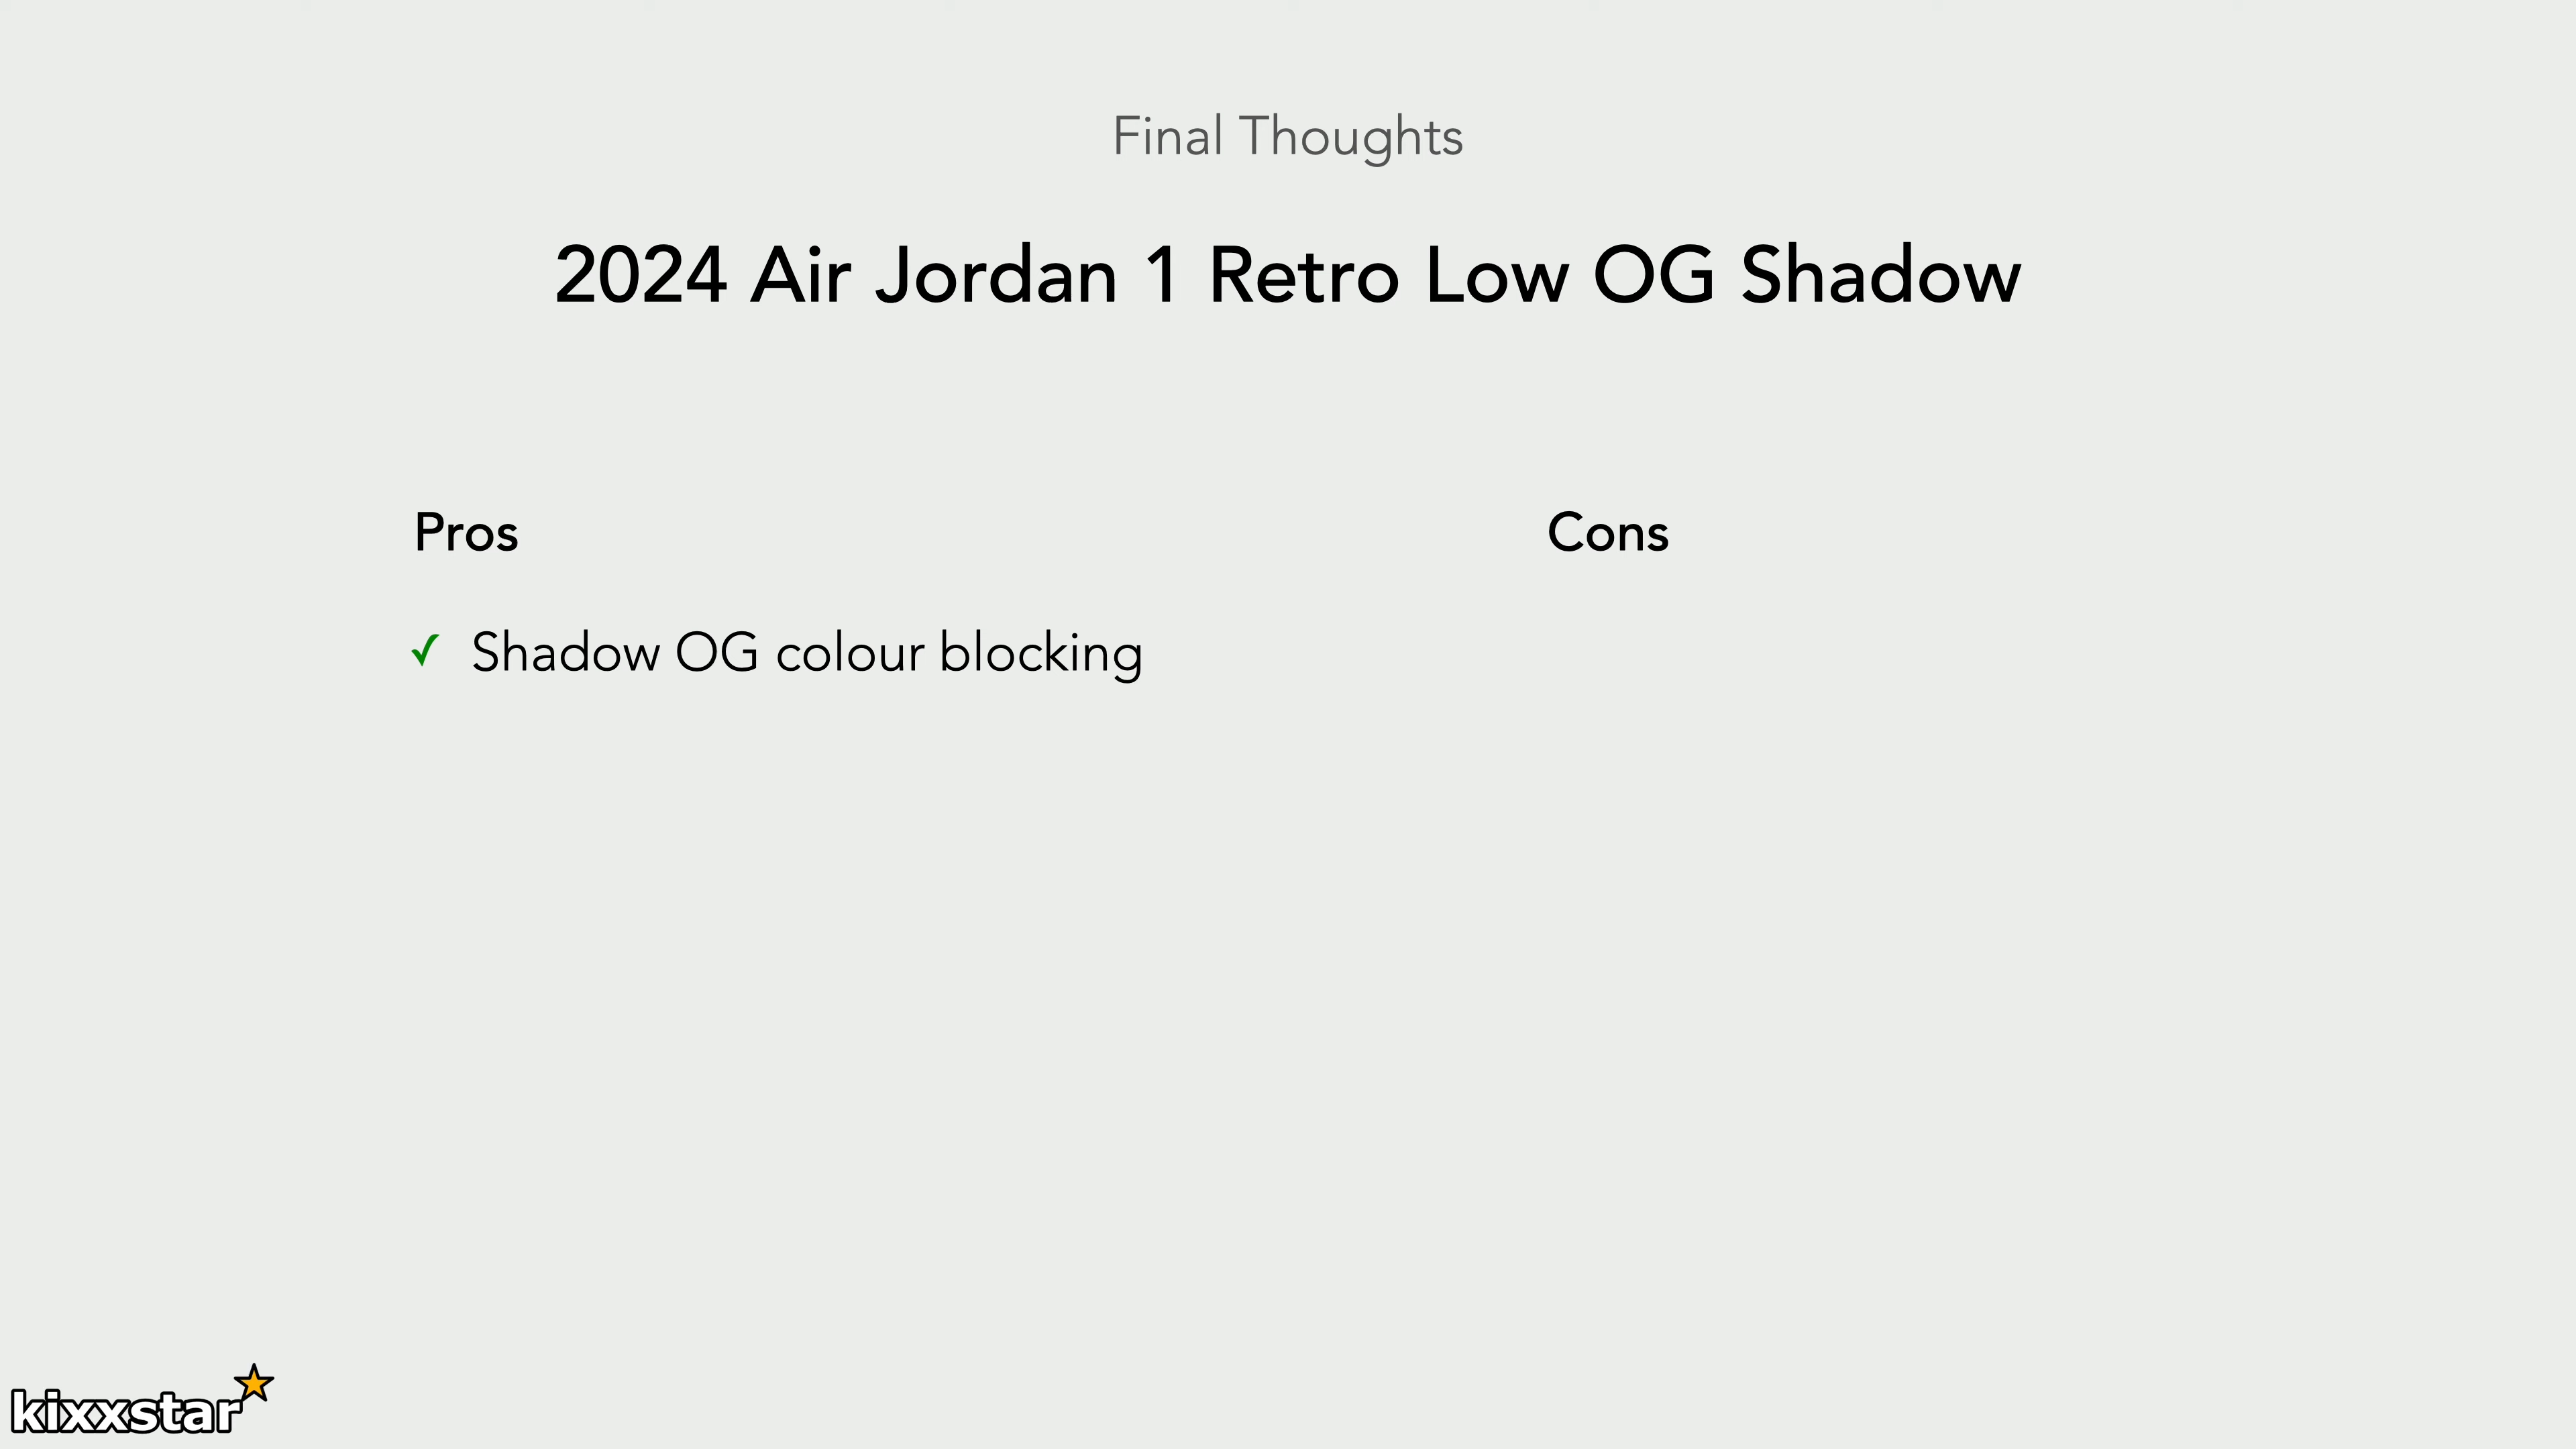 Final Thoughts
2024 Air Jordan 1 Retro Low OG Shadow
Pros
Cons
✓ Shadow OG colour blocking
kixxstar